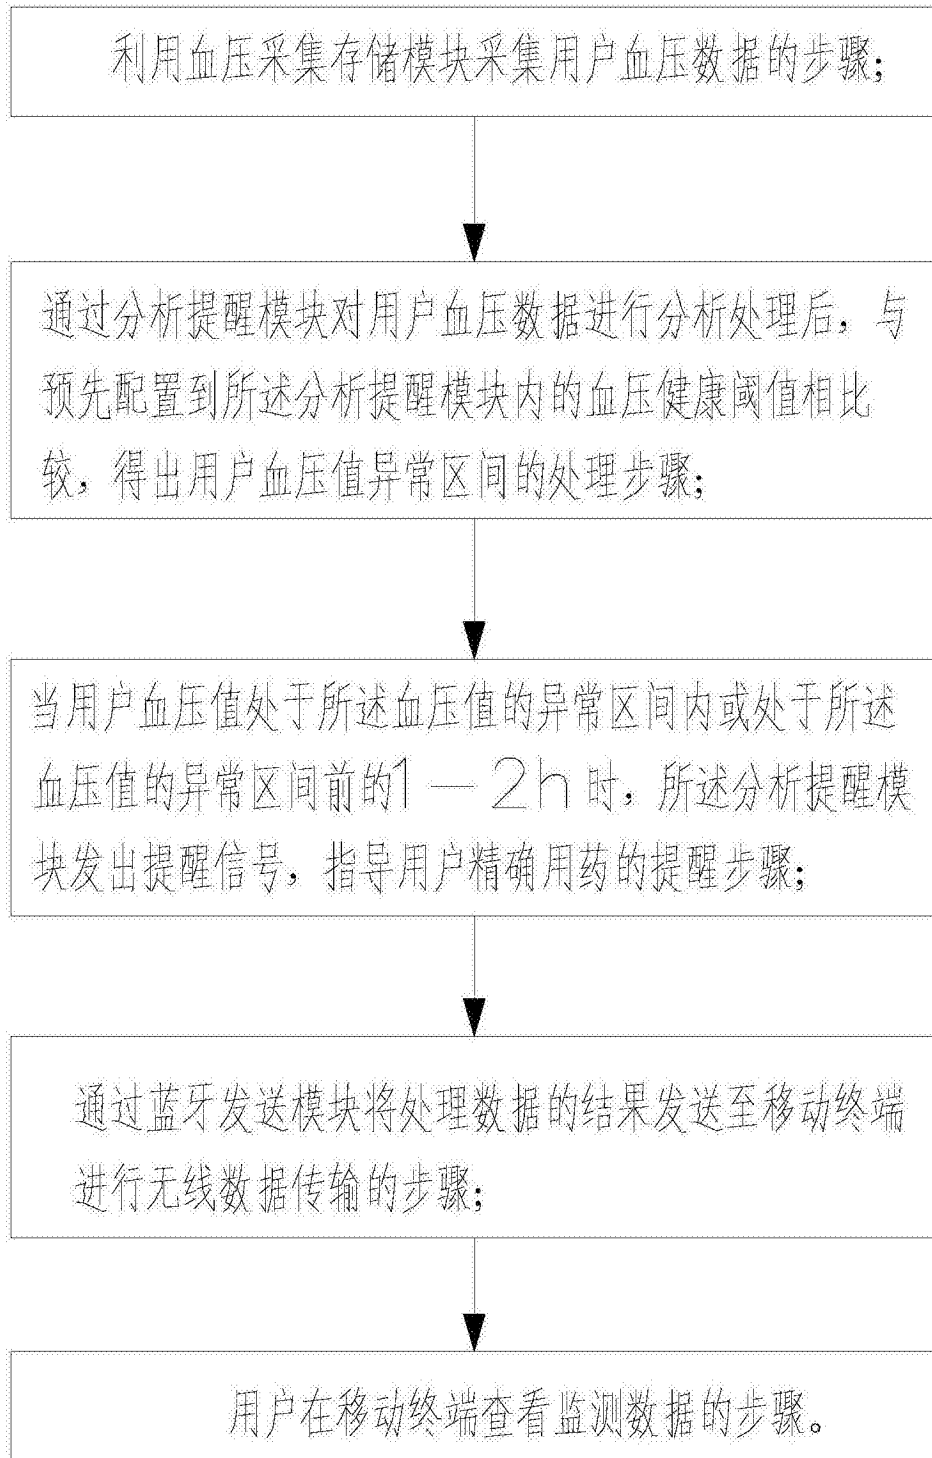 利用血压采集存储模块采集用户血压数据的步骤;
通过分析提醒模块对用户血压数据进行分析处理后，与
预先配置到所述分析提醒模块内的血压健康阈值相比
较，得出用户血压值异常区间的处理步骤;
当用户血压值处于所述血压值的异常区间内或处于所述
血压值的异常区间前的1－2h时，所述分析提醒模
块发出提醒信号，指导用户精确用药的提醒步骤;
通过蓝牙发送模块将处理数据的结果发送至移动终端
进行无线数据传输的步骤;
用户在移动终端查看监测数据的步骤。